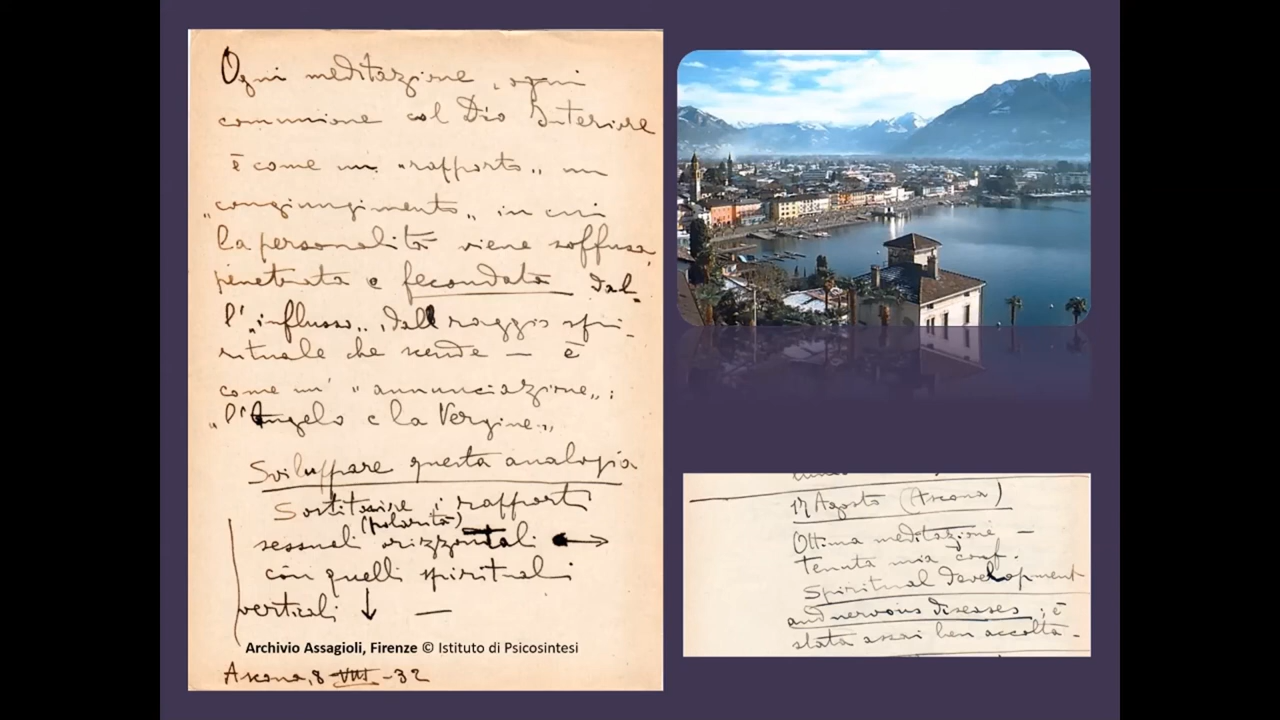 Ogni meditazione, ogni
comunione col Dio Interiore
è come un „rapporto„ un
„congiungimento„ in cui
la personalità viene soffusa,
penetrata e fecondata dal-
l'„influsso„, dal raggio spi-
rituale che scende — è
come un' „annunciazione„:
„l'Angelo e la Vergine„,
Sviluppare questa analogia
Sostituire i rapporti
(polarità)
sessuali orizzontali ↔
con quelli spirituali
verticali ↓ —
Archivio Assagioli, Firenze © Istituto di Psicosintesi
Ascona, 8 VIII -32
17 Agosto (Ascona)
Ottima meditazione —
tenuta mia conf.
Spiritual development
and nervous diseases ; è
stata assai ben accolta -